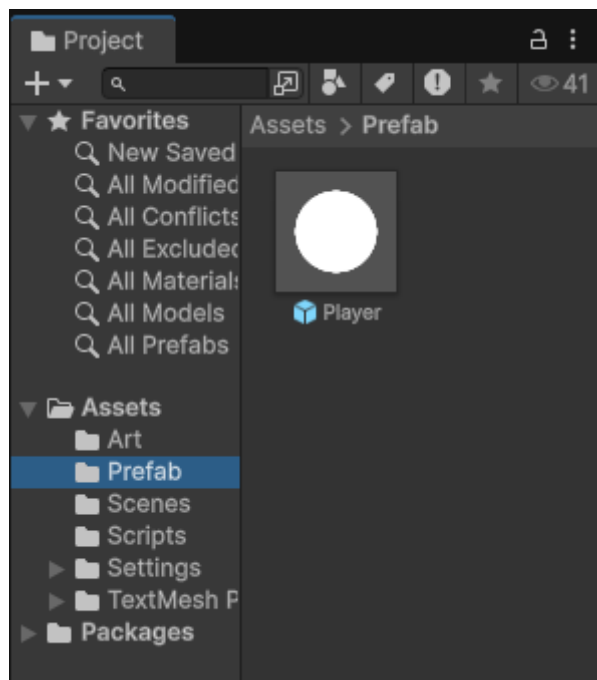 Project
41
Favorites
New Saved
All Modified
All Conflicts
All Excluded
All Materials
All Models
All Prefabs
Assets
Art
Prefab
Scenes
Scripts
Settings
TextMesh P
Packages
Assets > Prefab
Player